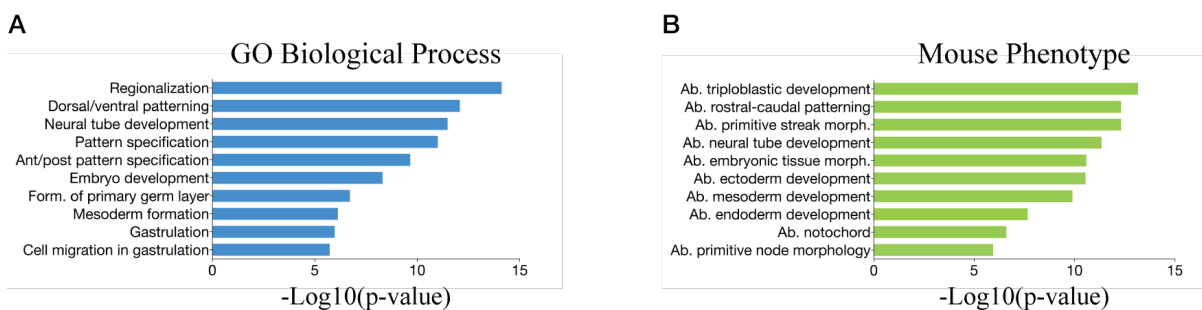 A
GO Biological Process
Regionalization
Dorsal/ventral patterning
Neural tube development
Pattern specification
Ant/post pattern specification
Embryo development
Form. of primary germ layer
Mesoderm formation
Gastrulation
Cell migration in gastrulation
0 5 10 15
-Log10(p-value)
B
Mouse Phenotype
Ab. triploblastic development
Ab. rostral-caudal patterning
Ab. primitive streak morph.
Ab. neural tube development
Ab. embryonic tissue morph.
Ab. ectoderm development
Ab. mesoderm development
Ab. endoderm development
Ab. notochord
Ab. primitive node morphology
0 5 10 15
-Log10(p-value)